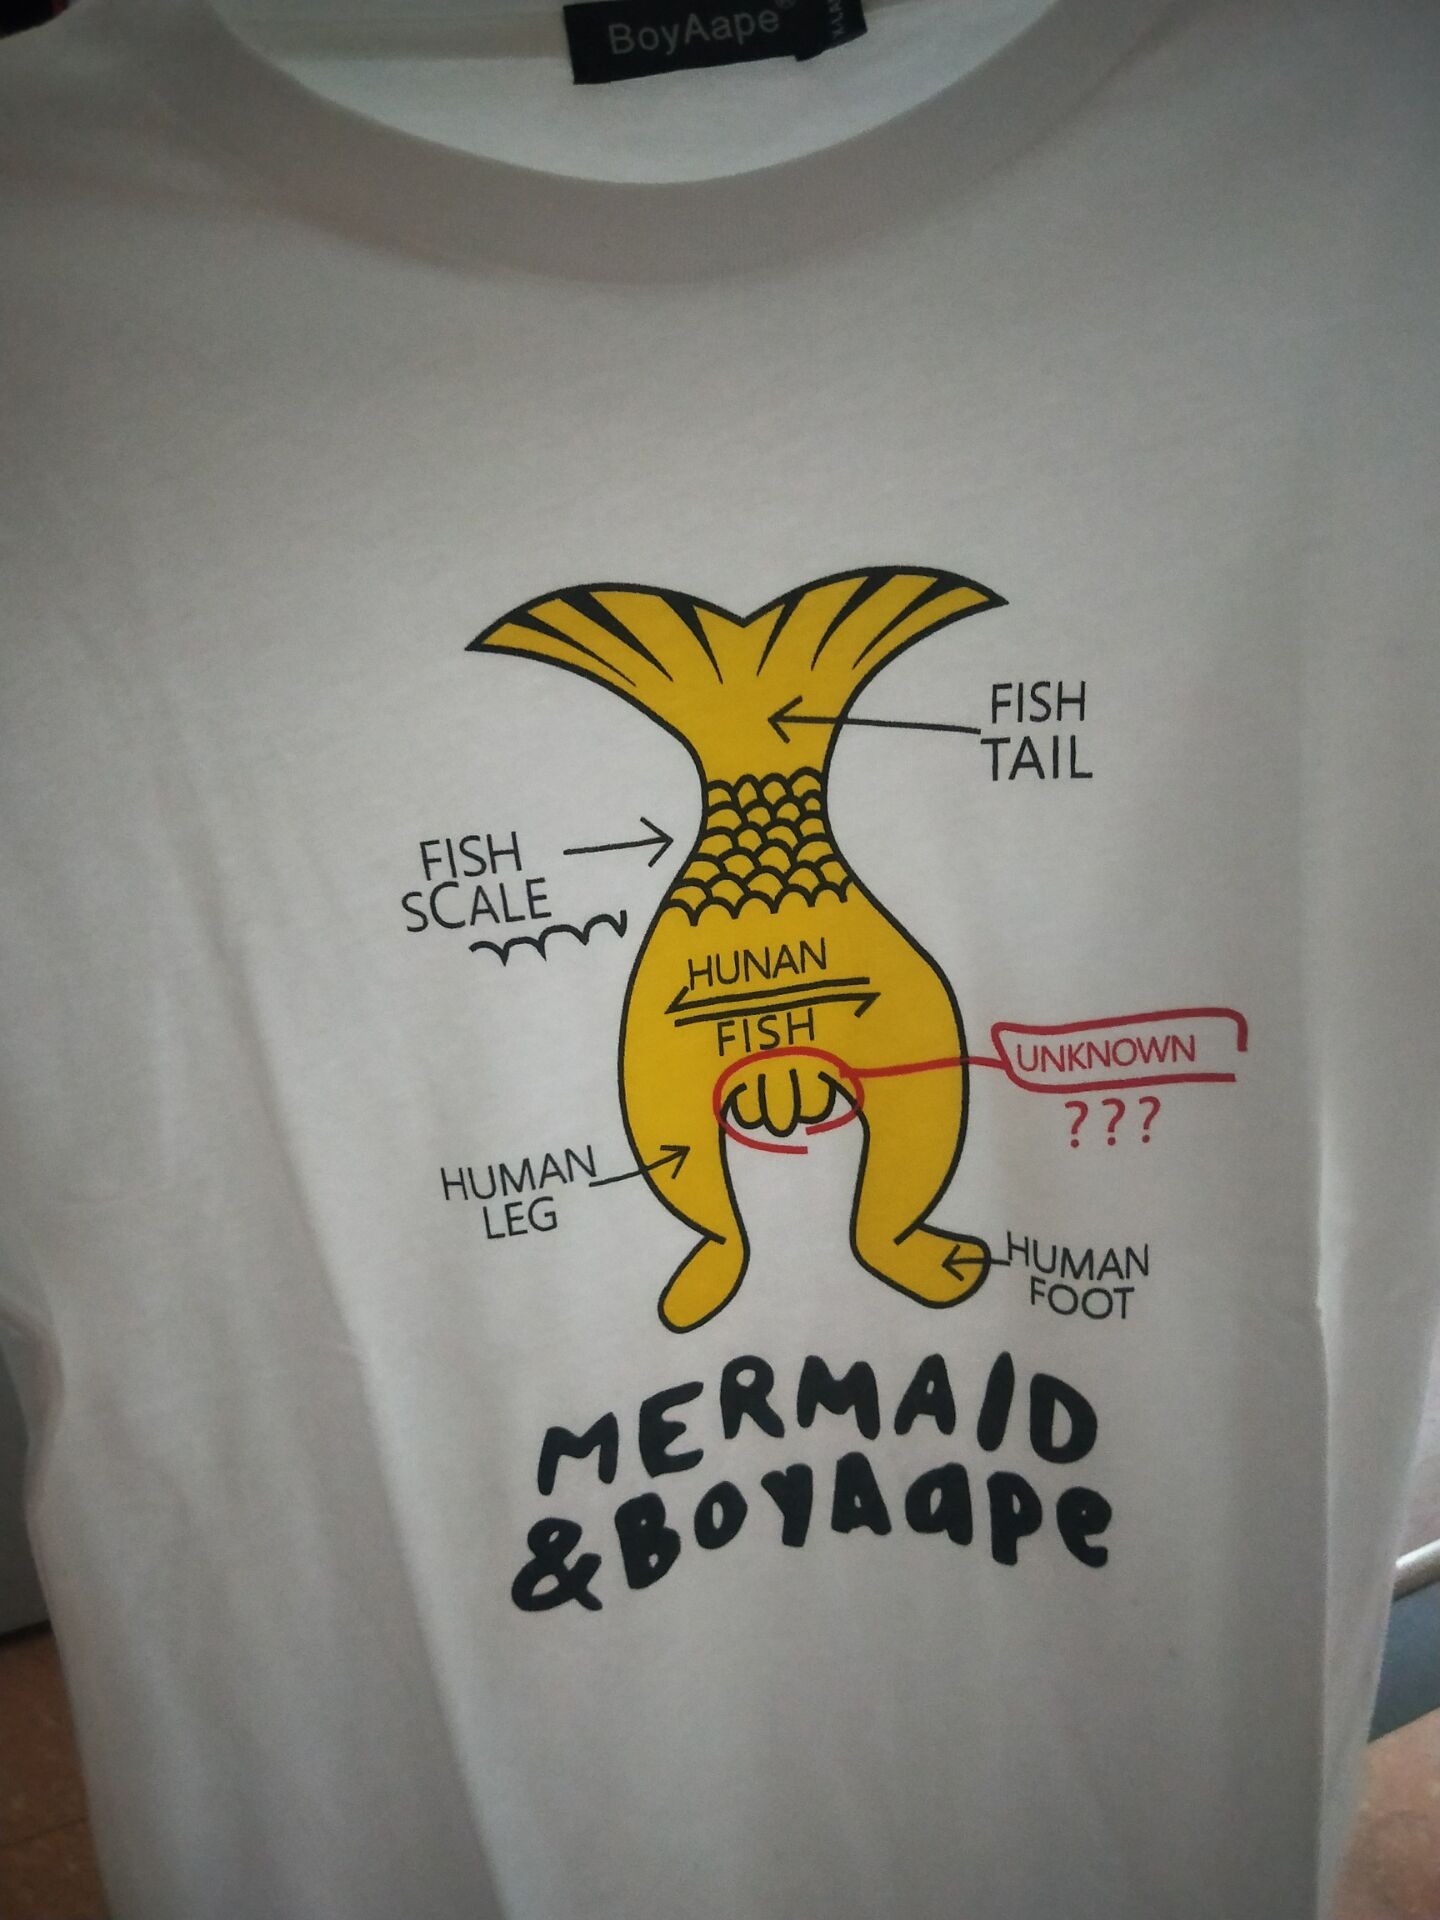 BoyAape®
FISH
TAIL
FISH
SCALE
HUNAN
FISH
UNKNOWN
???
HUMAN
LEG
HUMAN
FOOT
MERMAID
&BoyAape